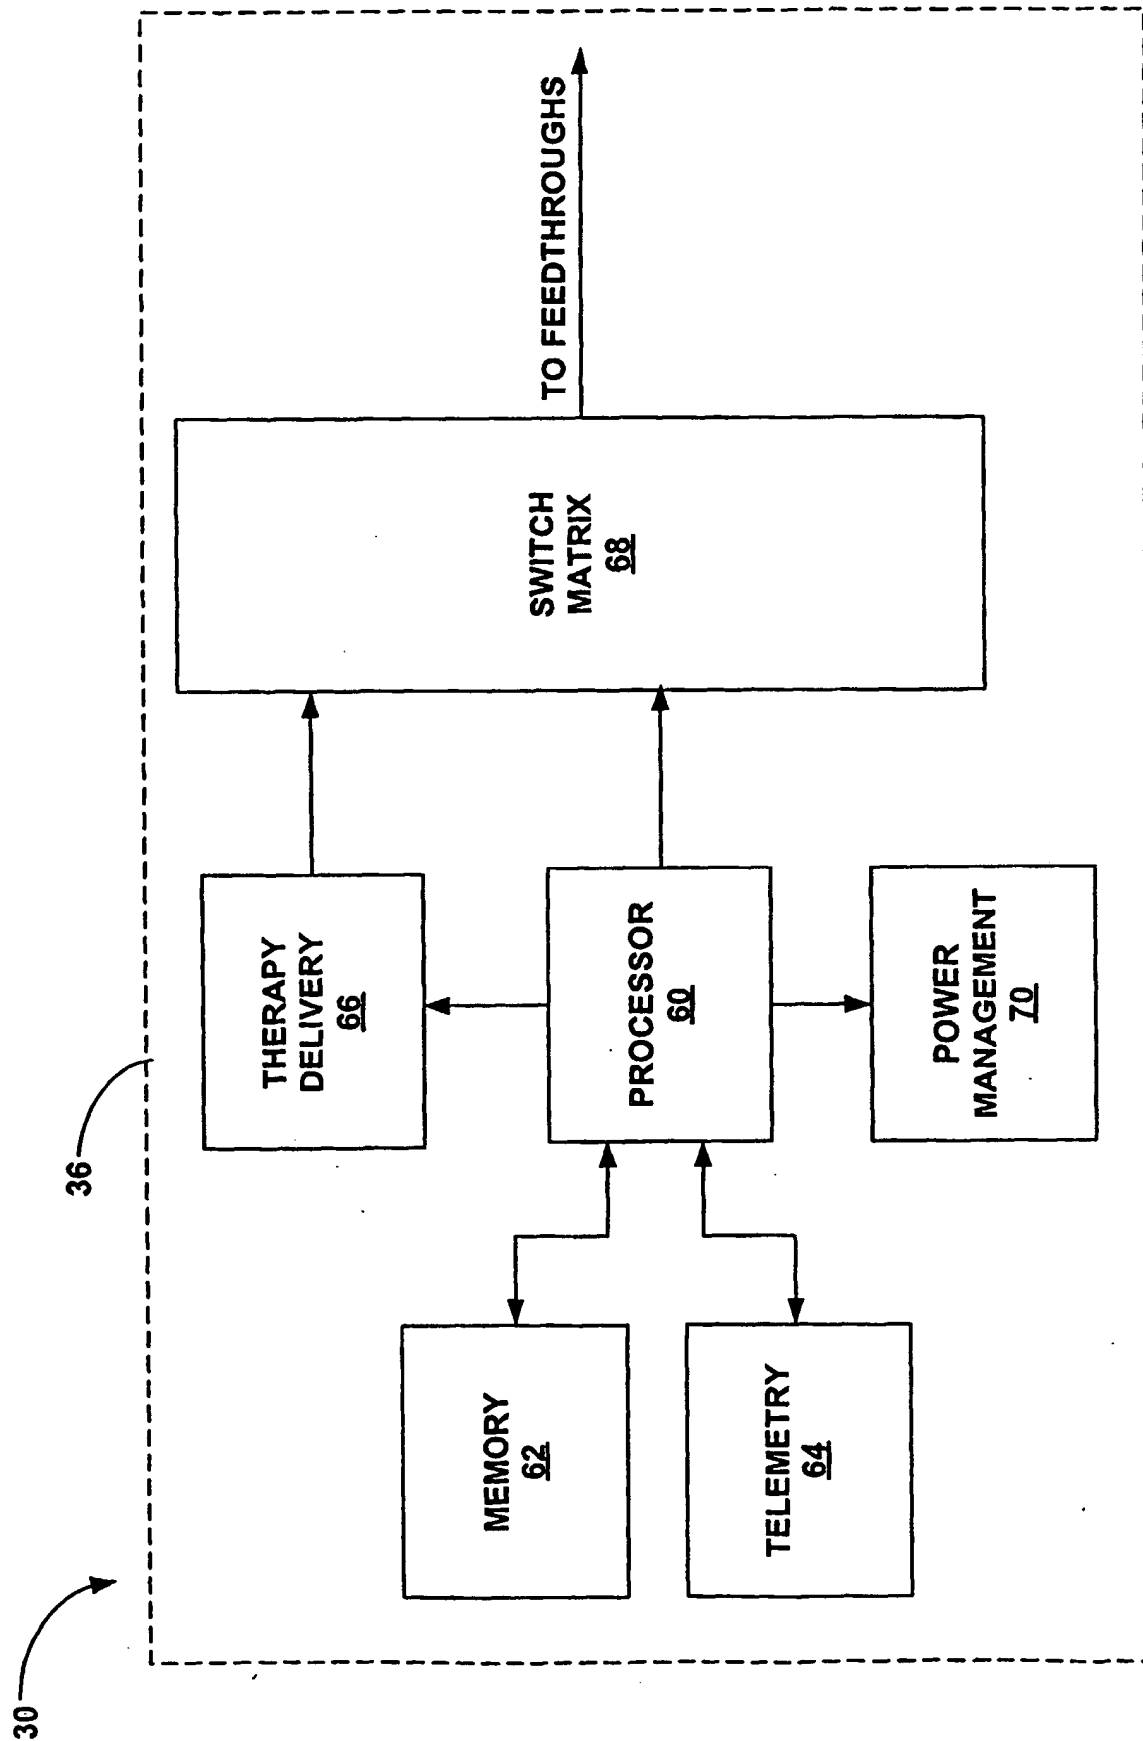 30
36
MEMORY
62
TELEMETRY
64
THERAPY
DELIVERY
66
PROCESSOR
60
POWER
MANAGEMENT
70
SWITCH
MATRIX
68
TO FEEDTHROUGHS